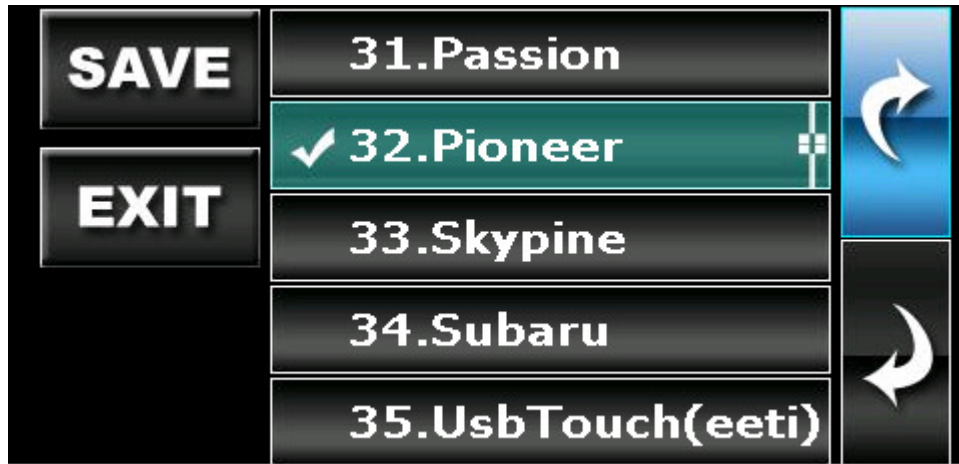 SAVE
EXIT
31.Passion
32.Pioneer
33.Skypine
34.Subaru
35.UsbTouch(eeti)